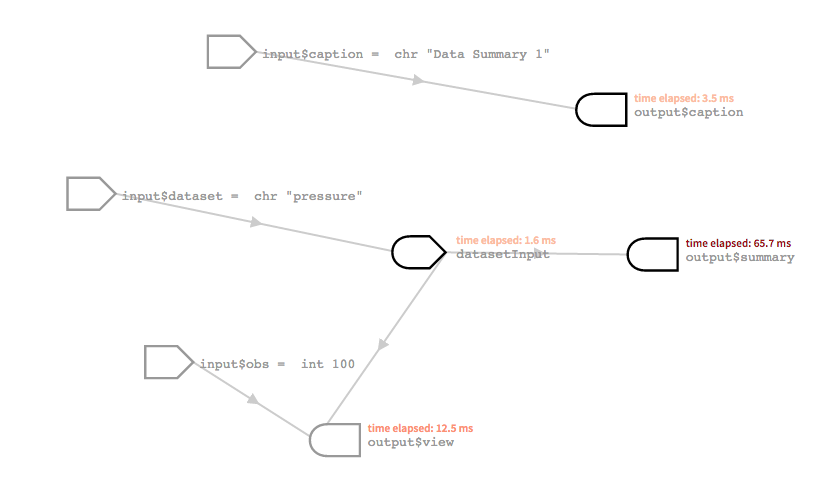 input$caption =  chr "Data Summary 1"
time elapsed: 3.5 ms
output$caption
input$dataset =  chr "pressure"
time elapsed: 1.6 ms
datasetInput
time elapsed: 65.7 ms
output$summary
input$obs =  int 100
time elapsed: 12.5 ms
output$view